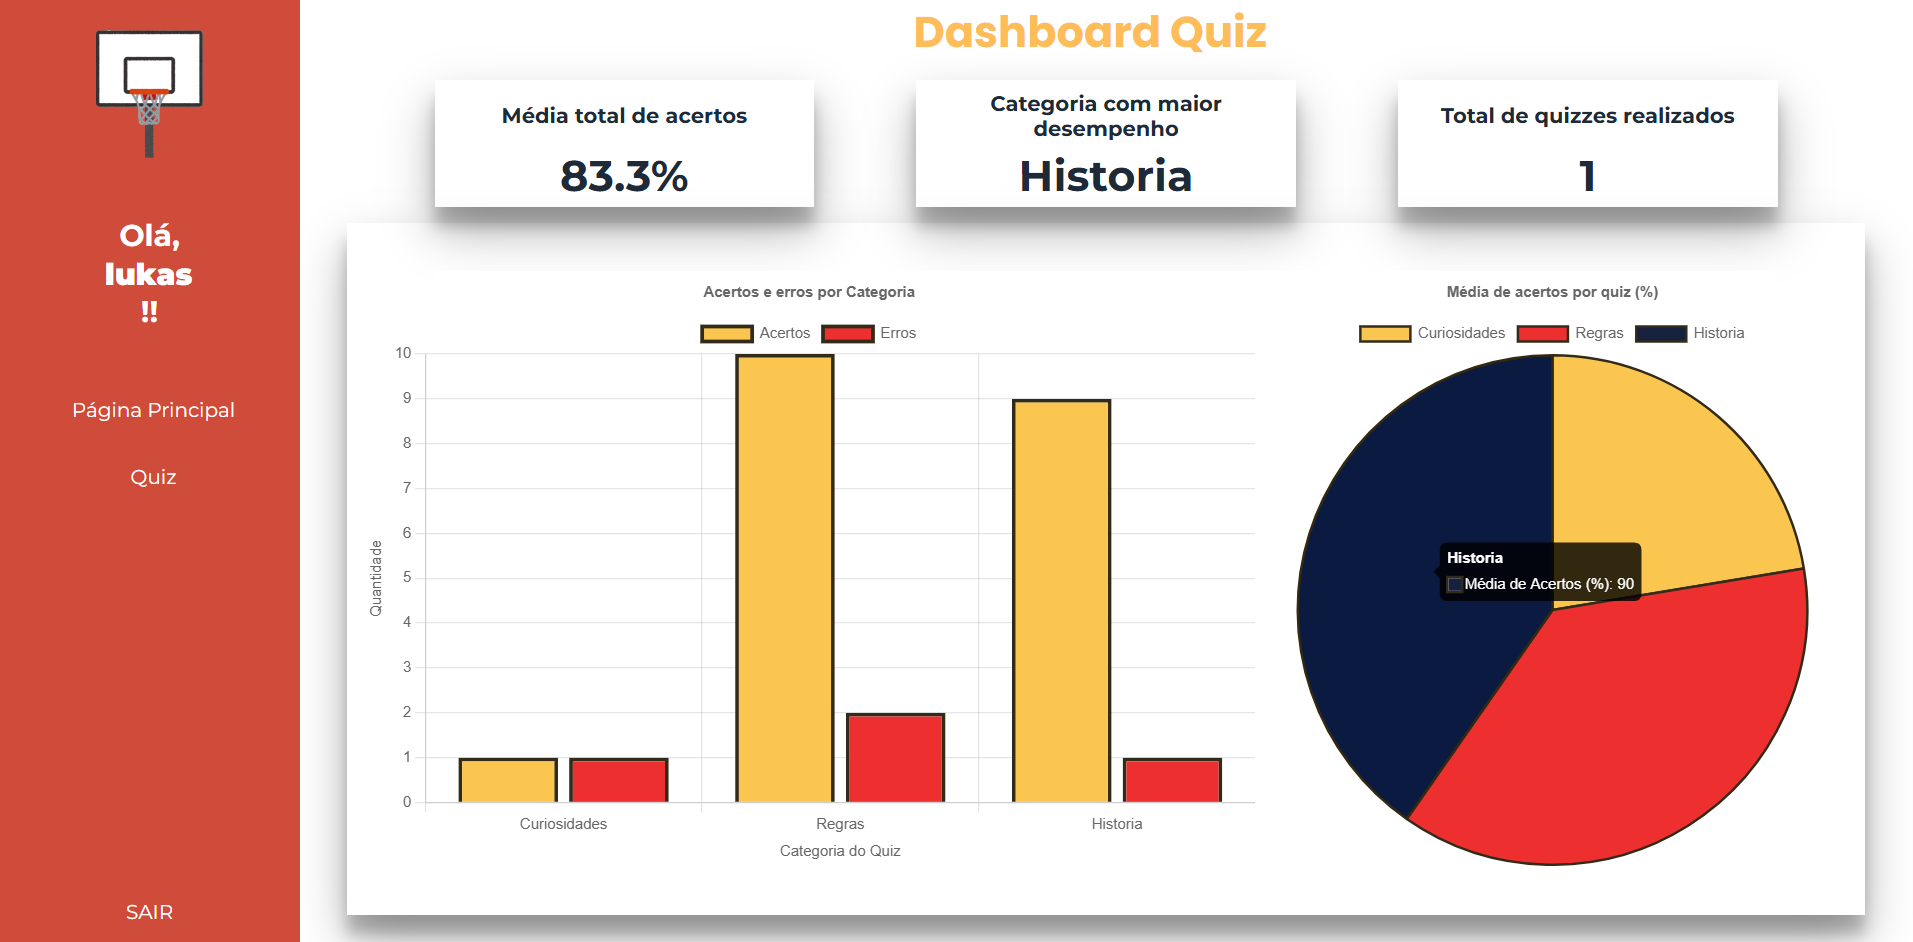 Olá,
lukas
!!
Página Principal
Quiz
SAIR
Dashboard Quiz
Média total de acertos
83.3%
Categoria com maior
desempenho
Historia
Total de quizzes realizados
1
Acertos e erros por Categoria
Acertos Erros
Quantidade
10
9
8
7
6
5
4
3
2
1
0
Curiosidades Regras Historia
Categoria do Quiz
Média de acertos por quiz (%)
Curiosidades Regras Historia
Historia
Média de Acertos (%): 90